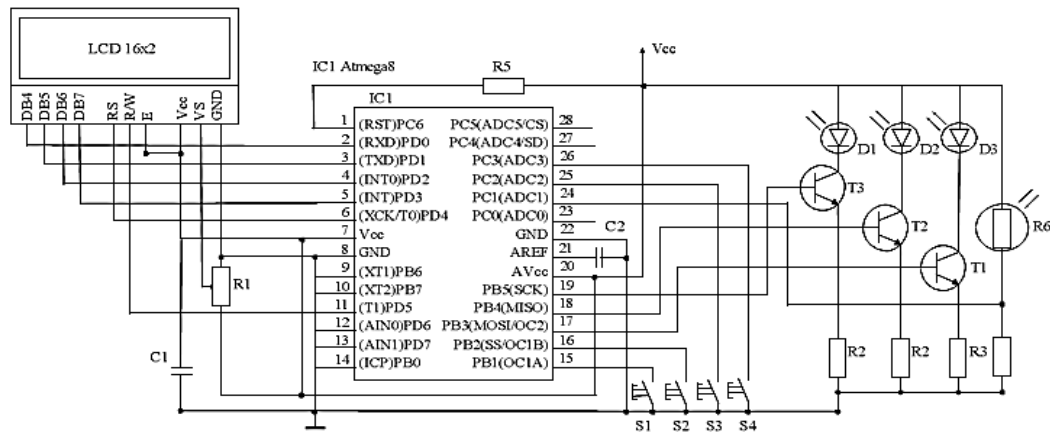 LCD 16x2
DB4 DB5 DB6 DB7 RS R/W E Vcc VS GND
IC1 Atmega8
R5
Vcc
IC1
1 (RST)PC6 PC5(ADC5/CS) 28
2 (RXD)PD0 PC4(ADC4/SD) 27
3 (TXD)PD1 PC3(ADC3) 26
4 (INT0)PD2 PC2(ADC2) 25
5 (INT)PD3 PC1(ADC1) 24
6 (XCK/T0)PD4 PC0(ADC0) 23
7 Vcc GND 22
8 GND AREF 21
9 (XT1)PB6 AVcc 20
10 (XT2)PB7 PB5(SCK) 19
11 (T1)PD5 PB4(MISO) 18
12 (AIN0)PD6 PB3(MOSI/OC2) 17
13 (AIN1)PD7 PB2(SS/OC1B) 16
14 (ICP)PB0 PB1(OC1A) 15
C2
R1
C1
D1 D2 D3
T3
T2
T1
R6
R2 R2 R3
S1 S2 S3 S4